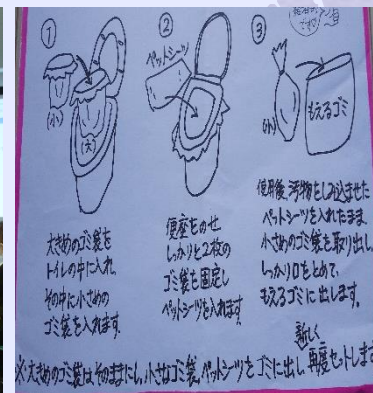 ①
②
③
ペットシーツ
(小)
(大)
(小)
もえるゴミ
大きめのゴミ袋を
トイレの中に入れ、
その中に小さめの
ゴミ袋を入れます。
便座をのせ
しっかりと2枚の
ゴミ袋を固定し
ペットシーツを入れます
使用後、汚物をしみ込ませた
ペットシーツを入れたまま
小さめのゴミ袋を取り出し、
しっかり口をとめて、
もえるゴミに出します。
※大きめのゴミ袋はそのままにし、小さなゴミ袋、ペットシーツをゴミに出し 新しく 再度セットします